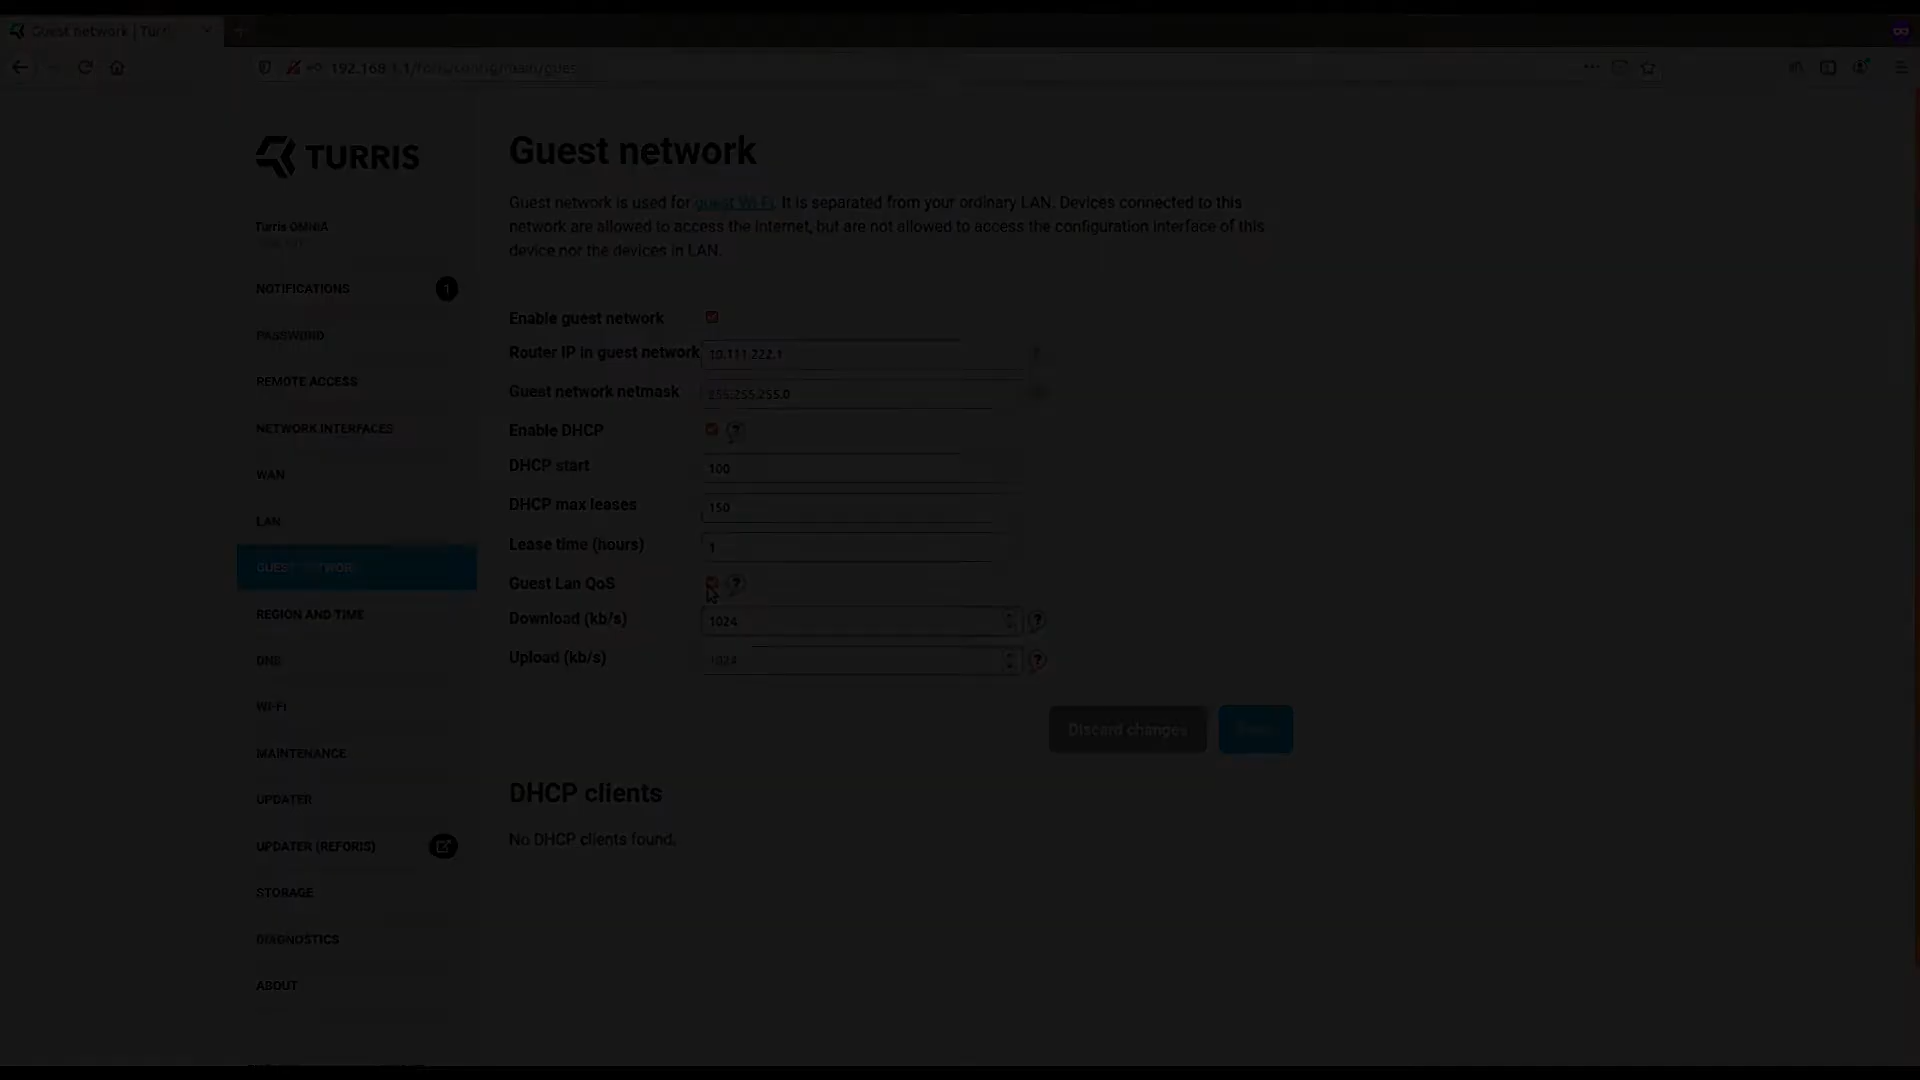 Guest network | Turr
192.168.1.1/foris/config/main/guest
TURRIS
Turris OMNIA
NOTIFICATIONS
1
PASSWORD
REMOTE ACCESS
NETWORK INTERFACES
WAN
LAN
GUEST NETWORK
REGION AND TIME
DNS
WI-FI
MAINTENANCE
UPDATER
UPDATER (REFORIS)
STORAGE
DIAGNOSTICS
ABOUT
Guest network
Guest network is used for guest Wi-Fi. It is separated from your ordinary LAN. Devices connected to this
network are allowed to access the internet, but are not allowed to access the configuration interface of this
device nor the devices in LAN.
Enable guest network
Router IP in guest network 10.111.222.1
Guest network netmask 255.255.255.0
Enable DHCP ?
DHCP start 100
DHCP max leases 150
Lease time (hours) 1
Guest Lan QoS ?
Download (kb/s) 1024 ?
Upload (kb/s) 1024 ?
Discard changes
DHCP clients
No DHCP clients found.